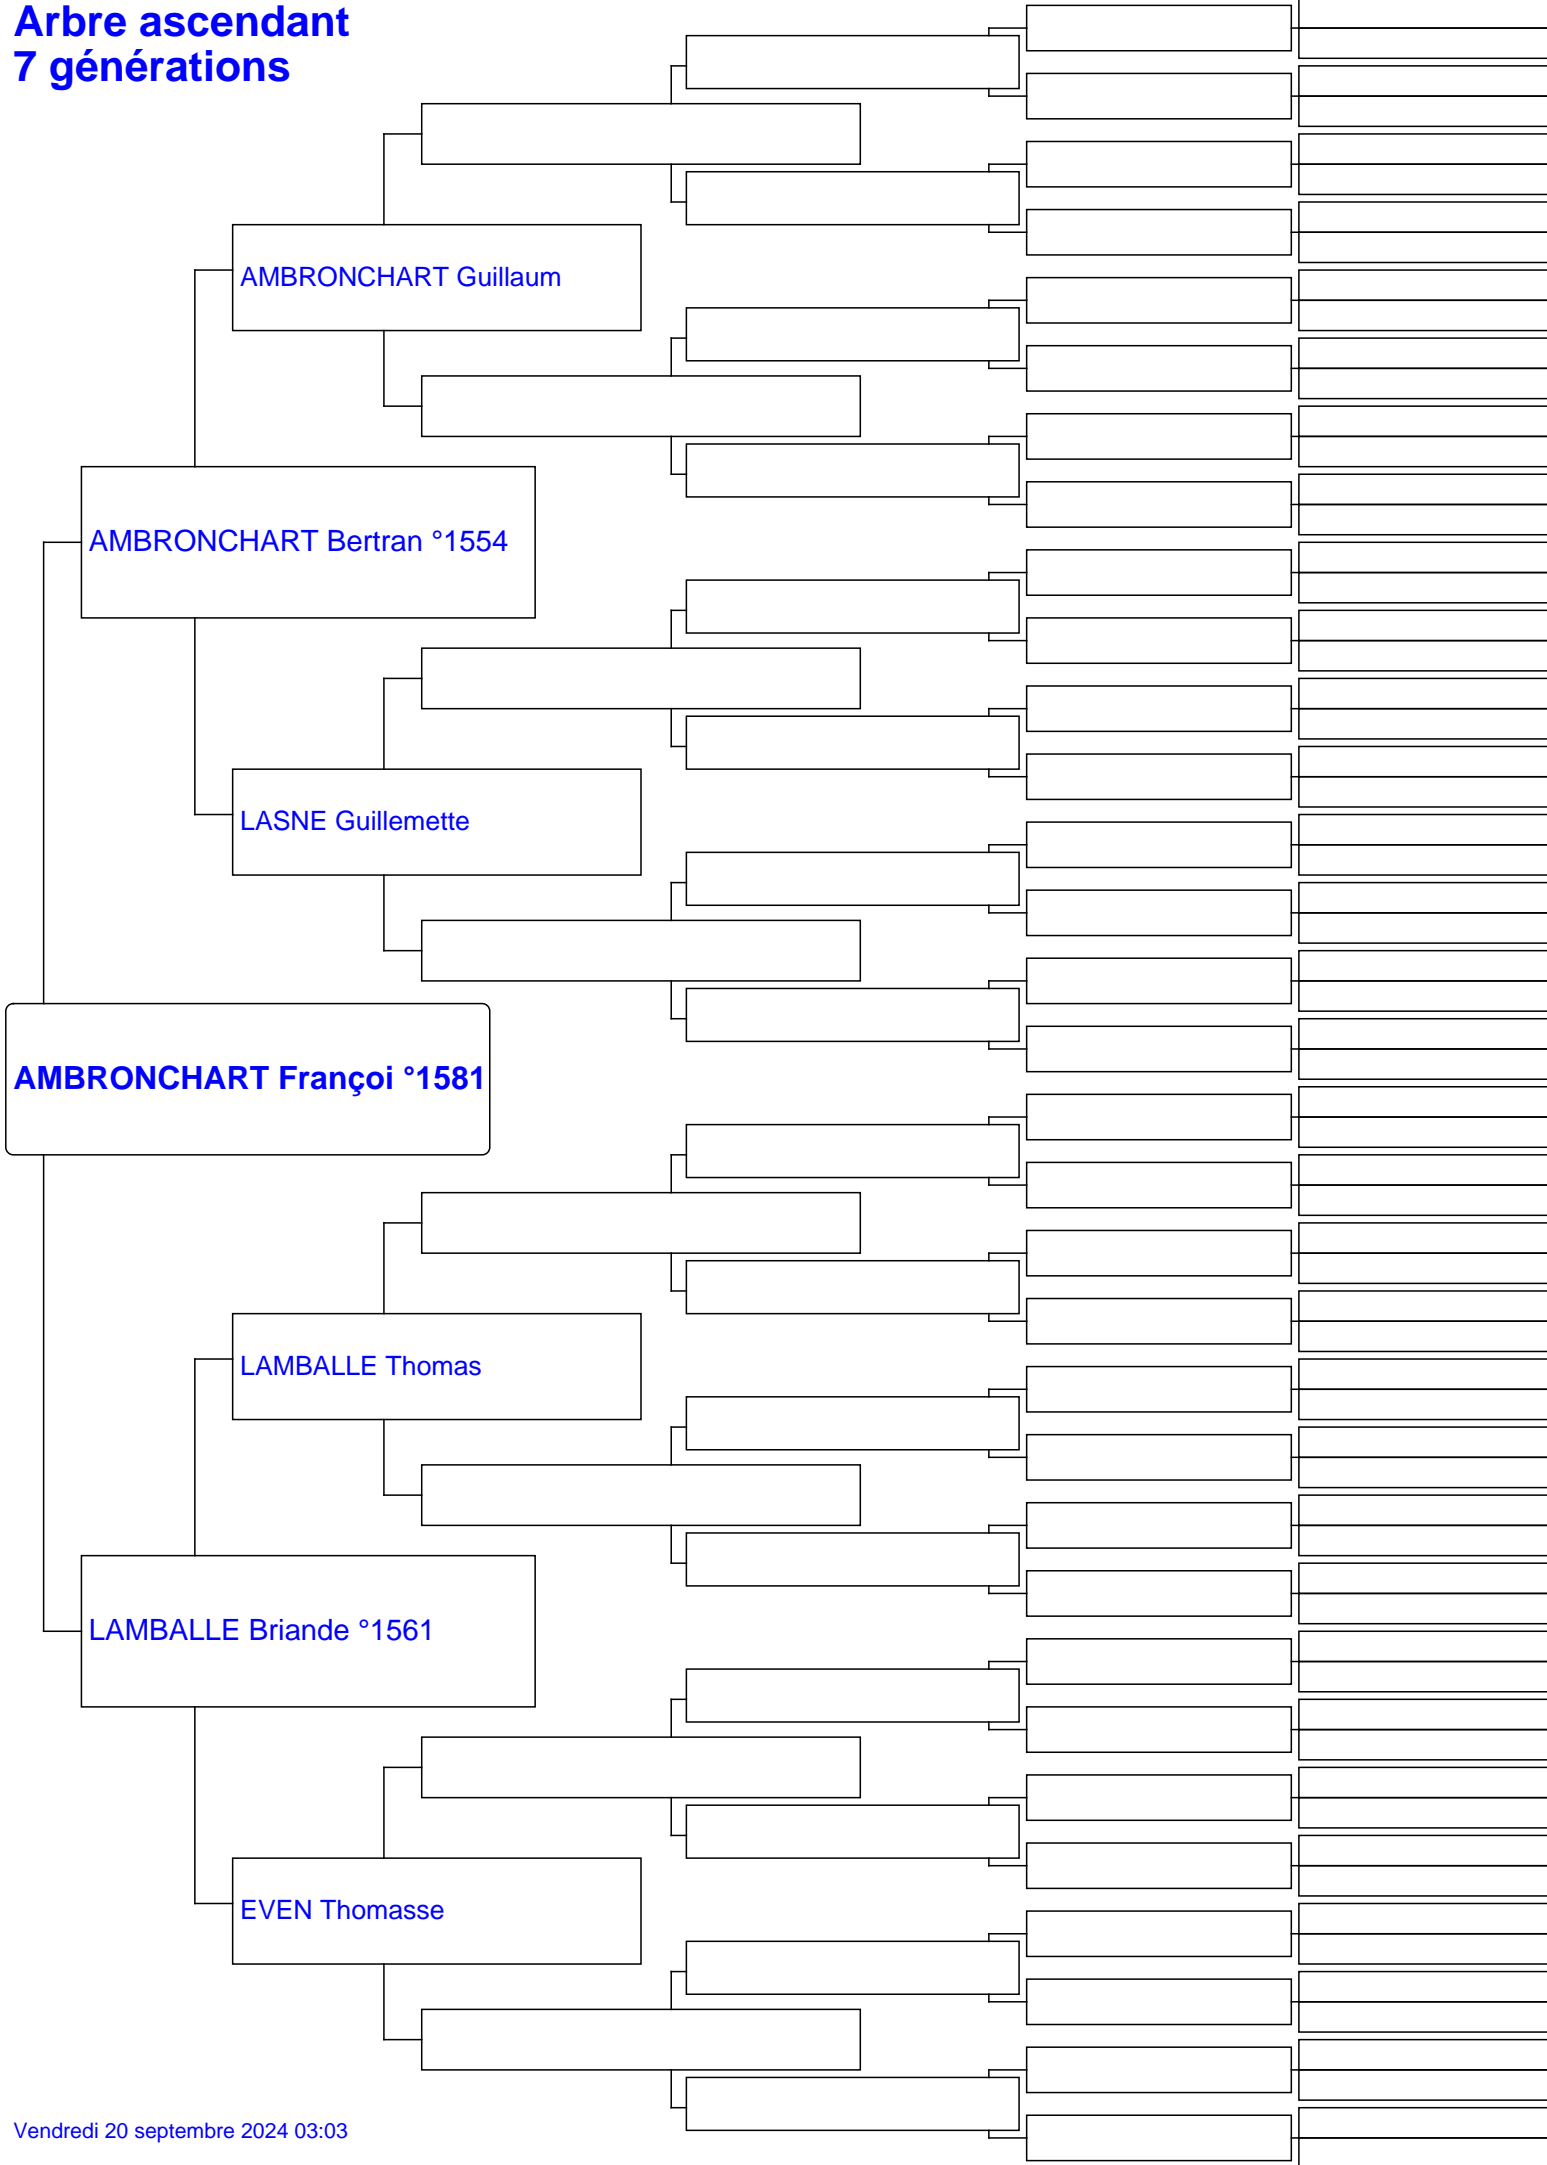 Arbre ascendant
7 générations
AMBRONCHART Guillaum
AMBRONCHART Bertran °1554
LASNE Guillemette
AMBRONCHART Françoi °1581
LAMBALLE Thomas
LAMBALLE Briande °1561
EVEN Thomasse
Vendredi 20 septembre 2024 03:03